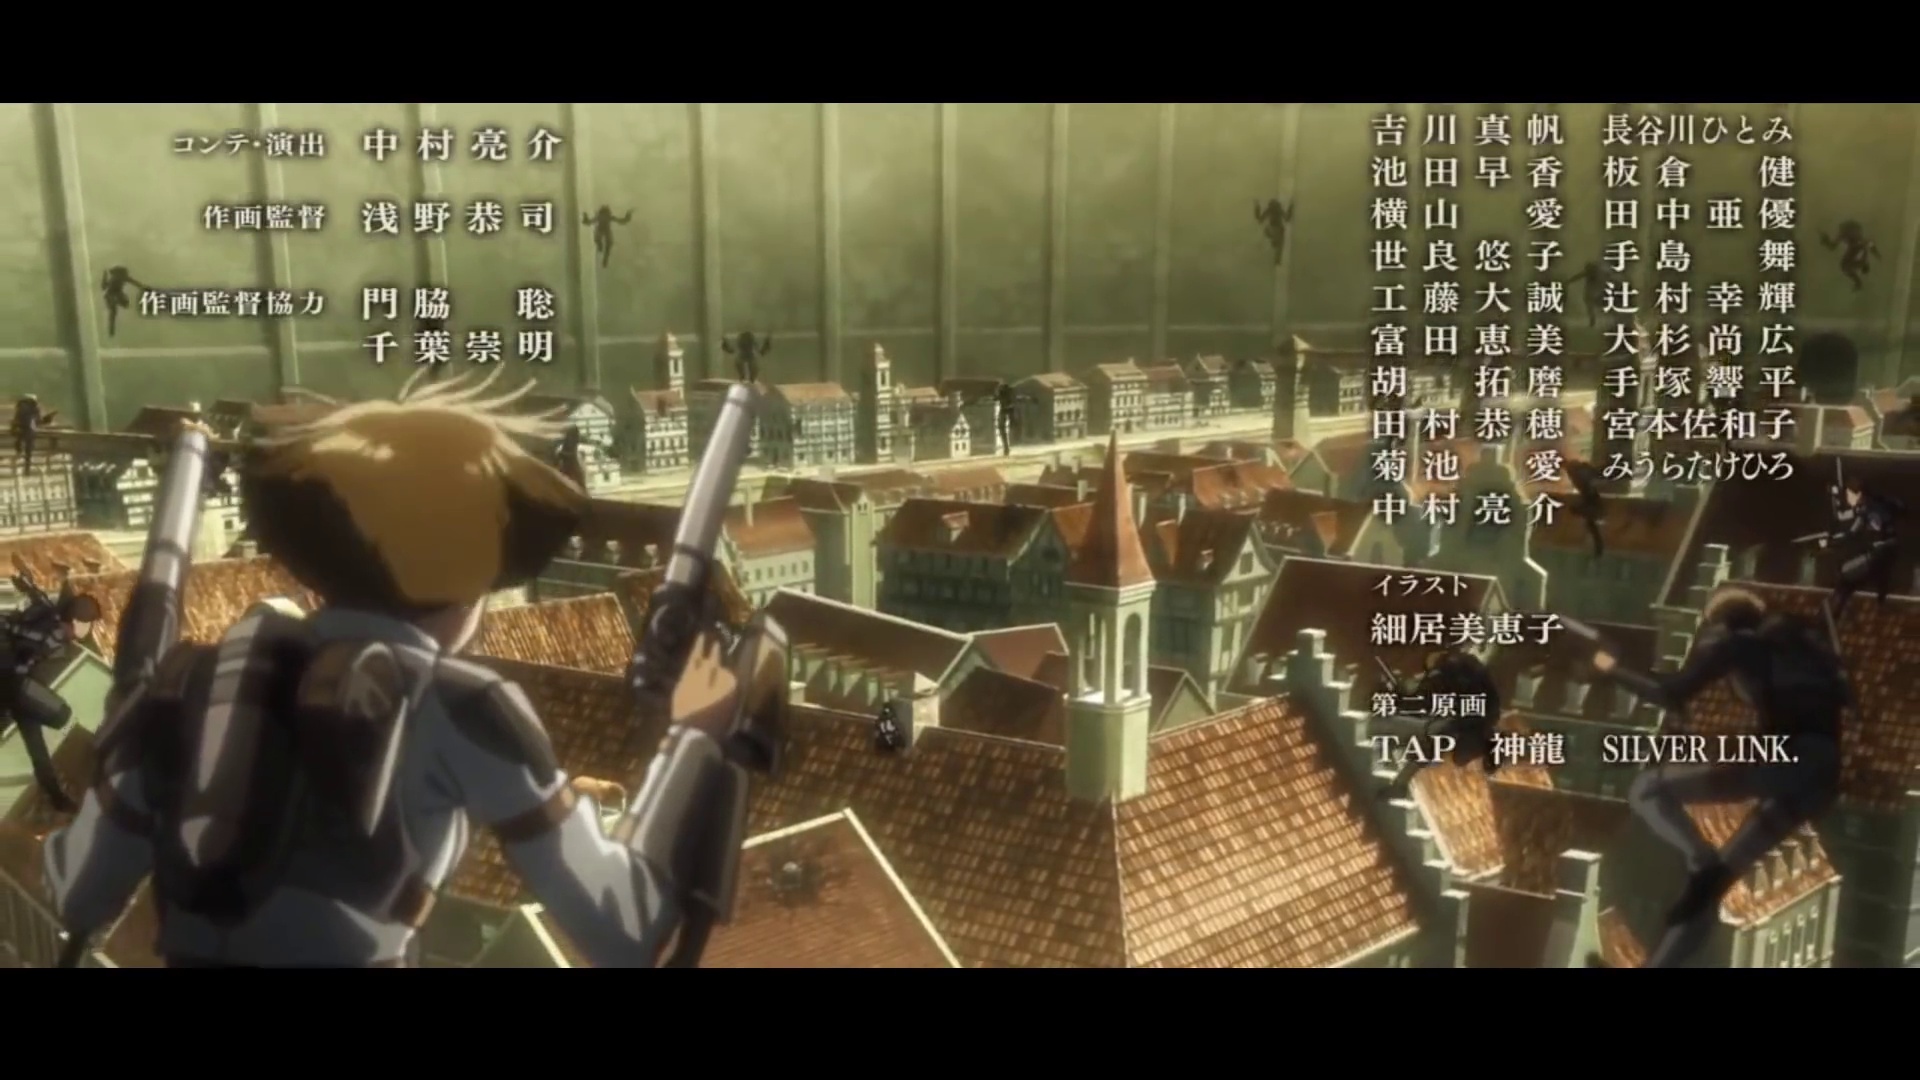 コンテ・演出 中村亮介
作画監督 浅野恭司
作画監督協力 門脇聡
千葉崇明
吉川真帆 長谷川ひとみ
池田早香 板倉健
横山愛 田中亜優
世良悠子 手島舞
工藤大誠 辻村幸輝
富田恵美 大杉尚広
胡拓磨 手塚響平
田村恭穂 宮本佐和子
菊池愛 みうらたけひろ
中村亮介
イラスト
細居美恵子
第二原画
TAP 神龍 SILVER LINK.